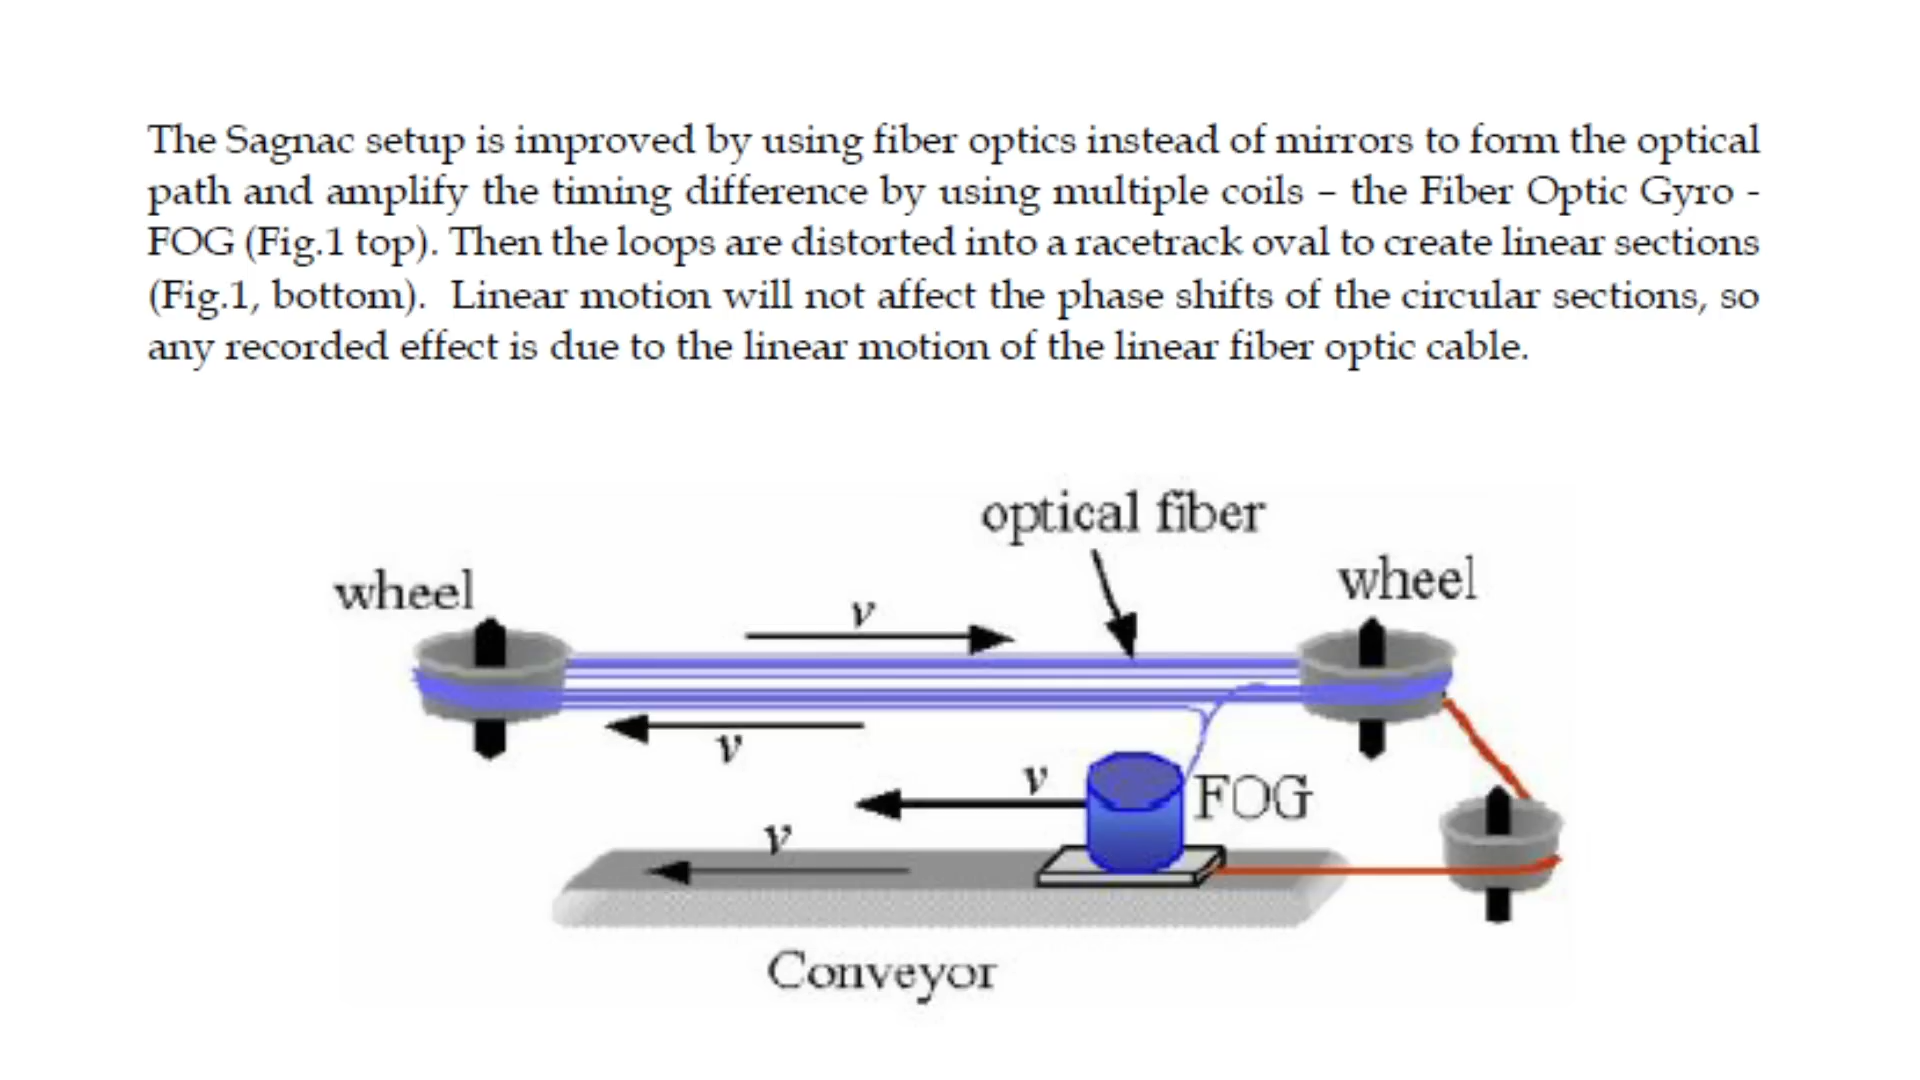 The Sagnac setup is improved by using fiber optics instead of mirrors to form the optical
path and amplify the timing difference by using multiple coils – the Fiber Optic Gyro -
FOG (Fig.1 top). Then the loops are distorted into a racetrack oval to create linear sections
(Fig.1, bottom). Linear motion will not affect the phase shifts of the circular sections, so
any recorded effect is due to the linear motion of the linear fiber optic cable.
optical fiber
wheel
wheel
v
v
v
FOG
v
Conveyor